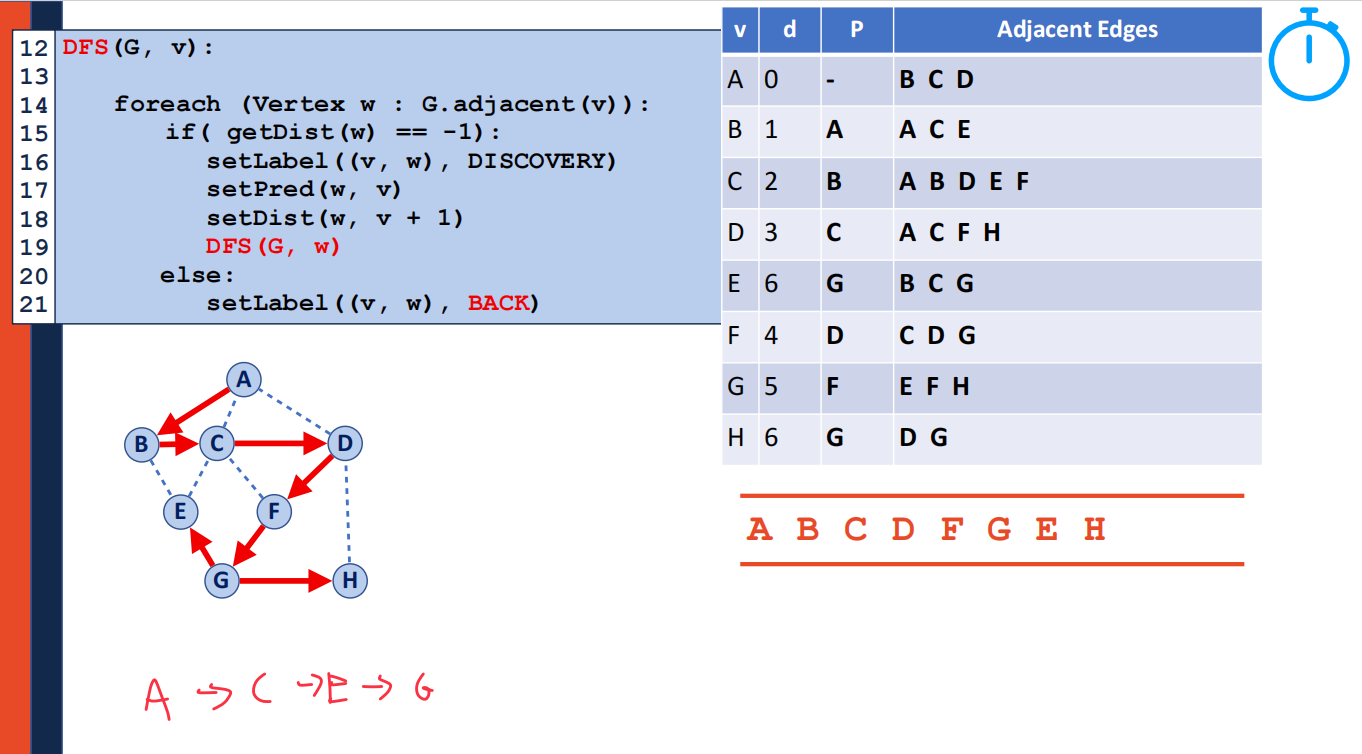 12 DFS(G, v):
13
14 foreach (Vertex w : G.adjacent(v)):
15 if( getDist(w) == -1):
16 setLabel((v, w), DISCOVERY)
17 setPred(w, v)
18 setDist(w, v + 1)
19 DFS(G, w)
20 else:
21 setLabel((v, w), BACK)
v d P Adjacent Edges
A 0 - B C D
B 1 A A C E
C 2 B A B D E F
D 3 C A C F H
E 6 G B C G
F 4 D C D G
G 5 F E F H
H 6 G D G
A
B C D
E F
G H
A B C D F G E H
A → C → E → G